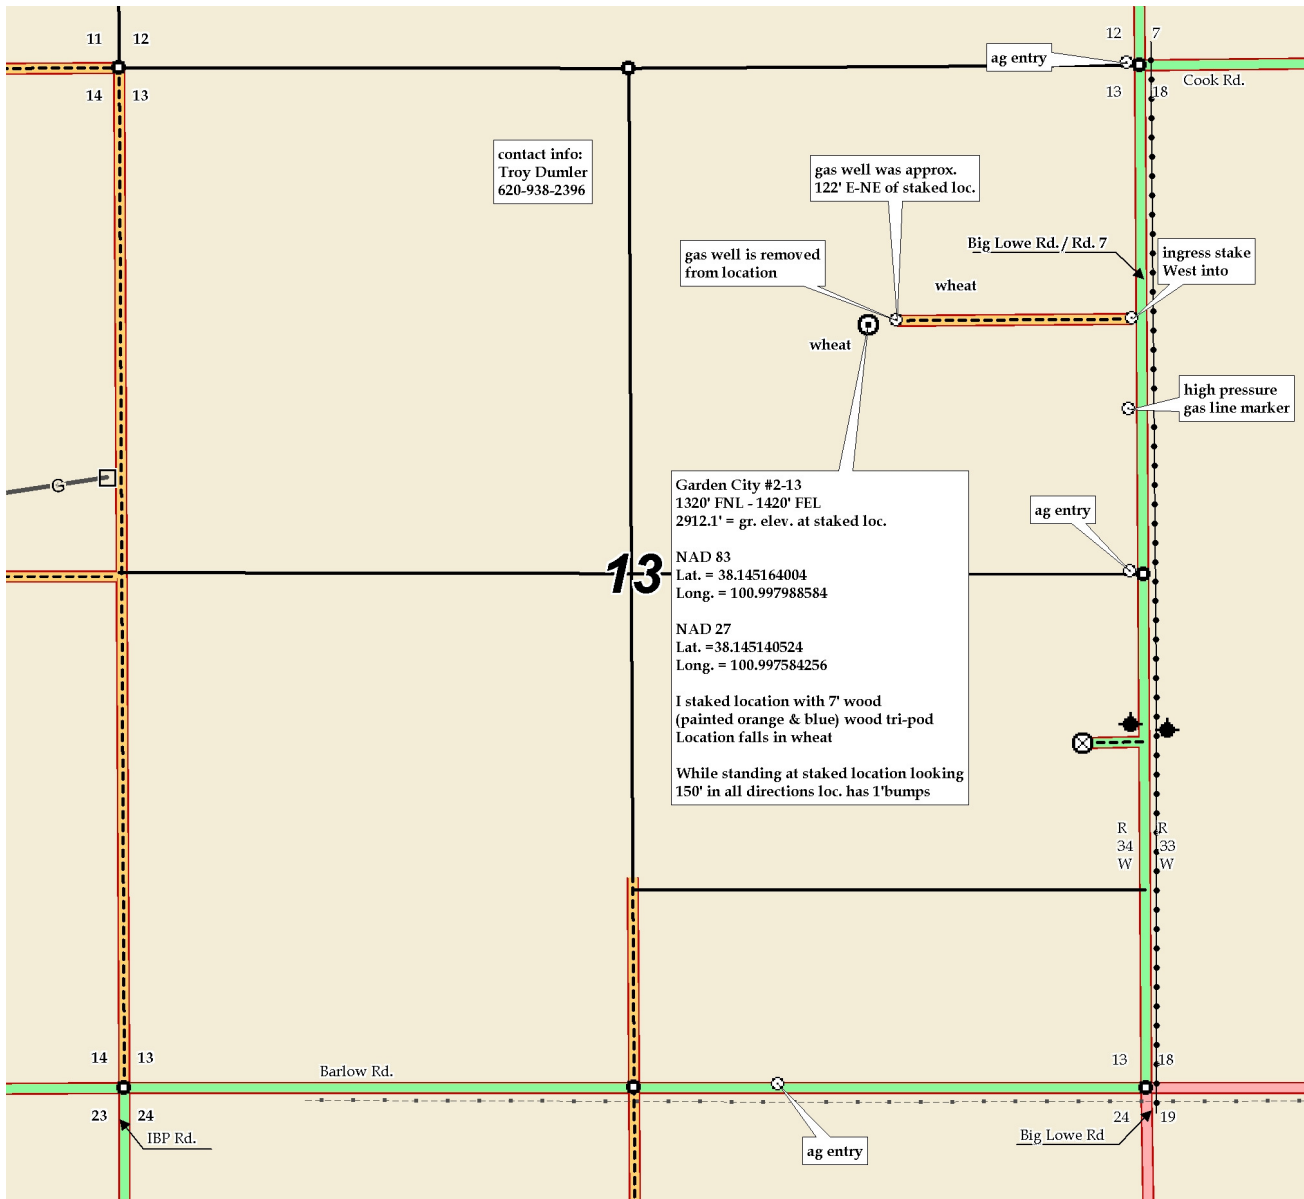 11 12
12 7
ag entry
Cook Rd.
14 13
13 18
contact info:
Troy Dumler
620-938-2396
gas well was approx.
122' E-NE of staked loc.
Big Lowe Rd. / Rd. 7
ingress stake
West into
gas well is removed
from location
wheat
wheat
high pressure
gas line marker
G
Garden City #2-13
1320' FNL - 1420' FEL
2912.1' = gr. elev. at staked loc.
NAD 83
Lat. = 38.145164004
Long. = 100.997988584
NAD 27
Lat. =38.145140524
Long. = 100.997584256
I staked location with 7' wood
(painted orange & blue) wood tri-pod
Location falls in wheat
While standing at staked location looking
150' in all directions loc. has 1'bumps
ag entry
13
R R
34 33
W W
14 13
13 18
Barlow Rd.
23 24
24 19
IBP Rd.
ag entry
Big Lowe Rd